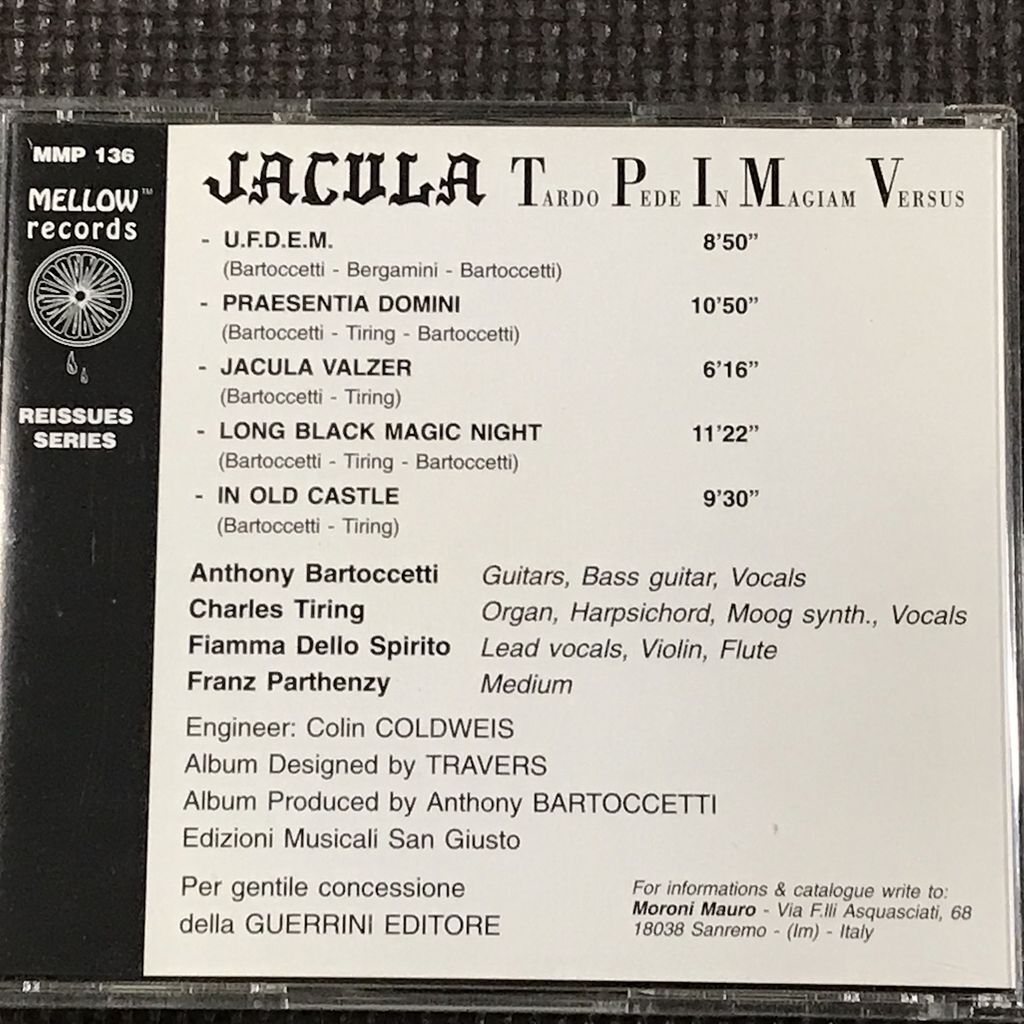 MMP 136
MELLOW™
records
REISSUES
SERIES
JACULA TARDO PEDE IN MAGIAM VERSUS
- U.F.D.E.M. 8'50"
(Bartoccetti - Bergamini - Bartoccetti)
- PRAESENTIA DOMINI 10'50"
(Bartoccetti - Tiring - Bartoccetti)
- JACULA VALZER 6'16"
(Bartoccetti - Tiring)
- LONG BLACK MAGIC NIGHT 11'22"
(Bartoccetti - Tiring - Bartoccetti)
- IN OLD CASTLE 9'30"
(Bartoccetti - Tiring)
Anthony Bartoccetti Guitars, Bass guitar, Vocals
Charles Tiring Organ, Harpsichord, Moog synth., Vocals
Fiamma Dello Spirito Lead vocals, Violin, Flute
Franz Parthenzy Medium
Engineer: Colin COLDWEIS
Album Designed by TRAVERS
Album Produced by Anthony BARTOCCETTI
Edizioni Musicali San Giusto
Per gentile concessione
della GUERRINI EDITORE
For informations & catalogue write to:
Moroni Mauro - Via F.lli Asquasciati, 68
18038 Sanremo - (Im) - Italy